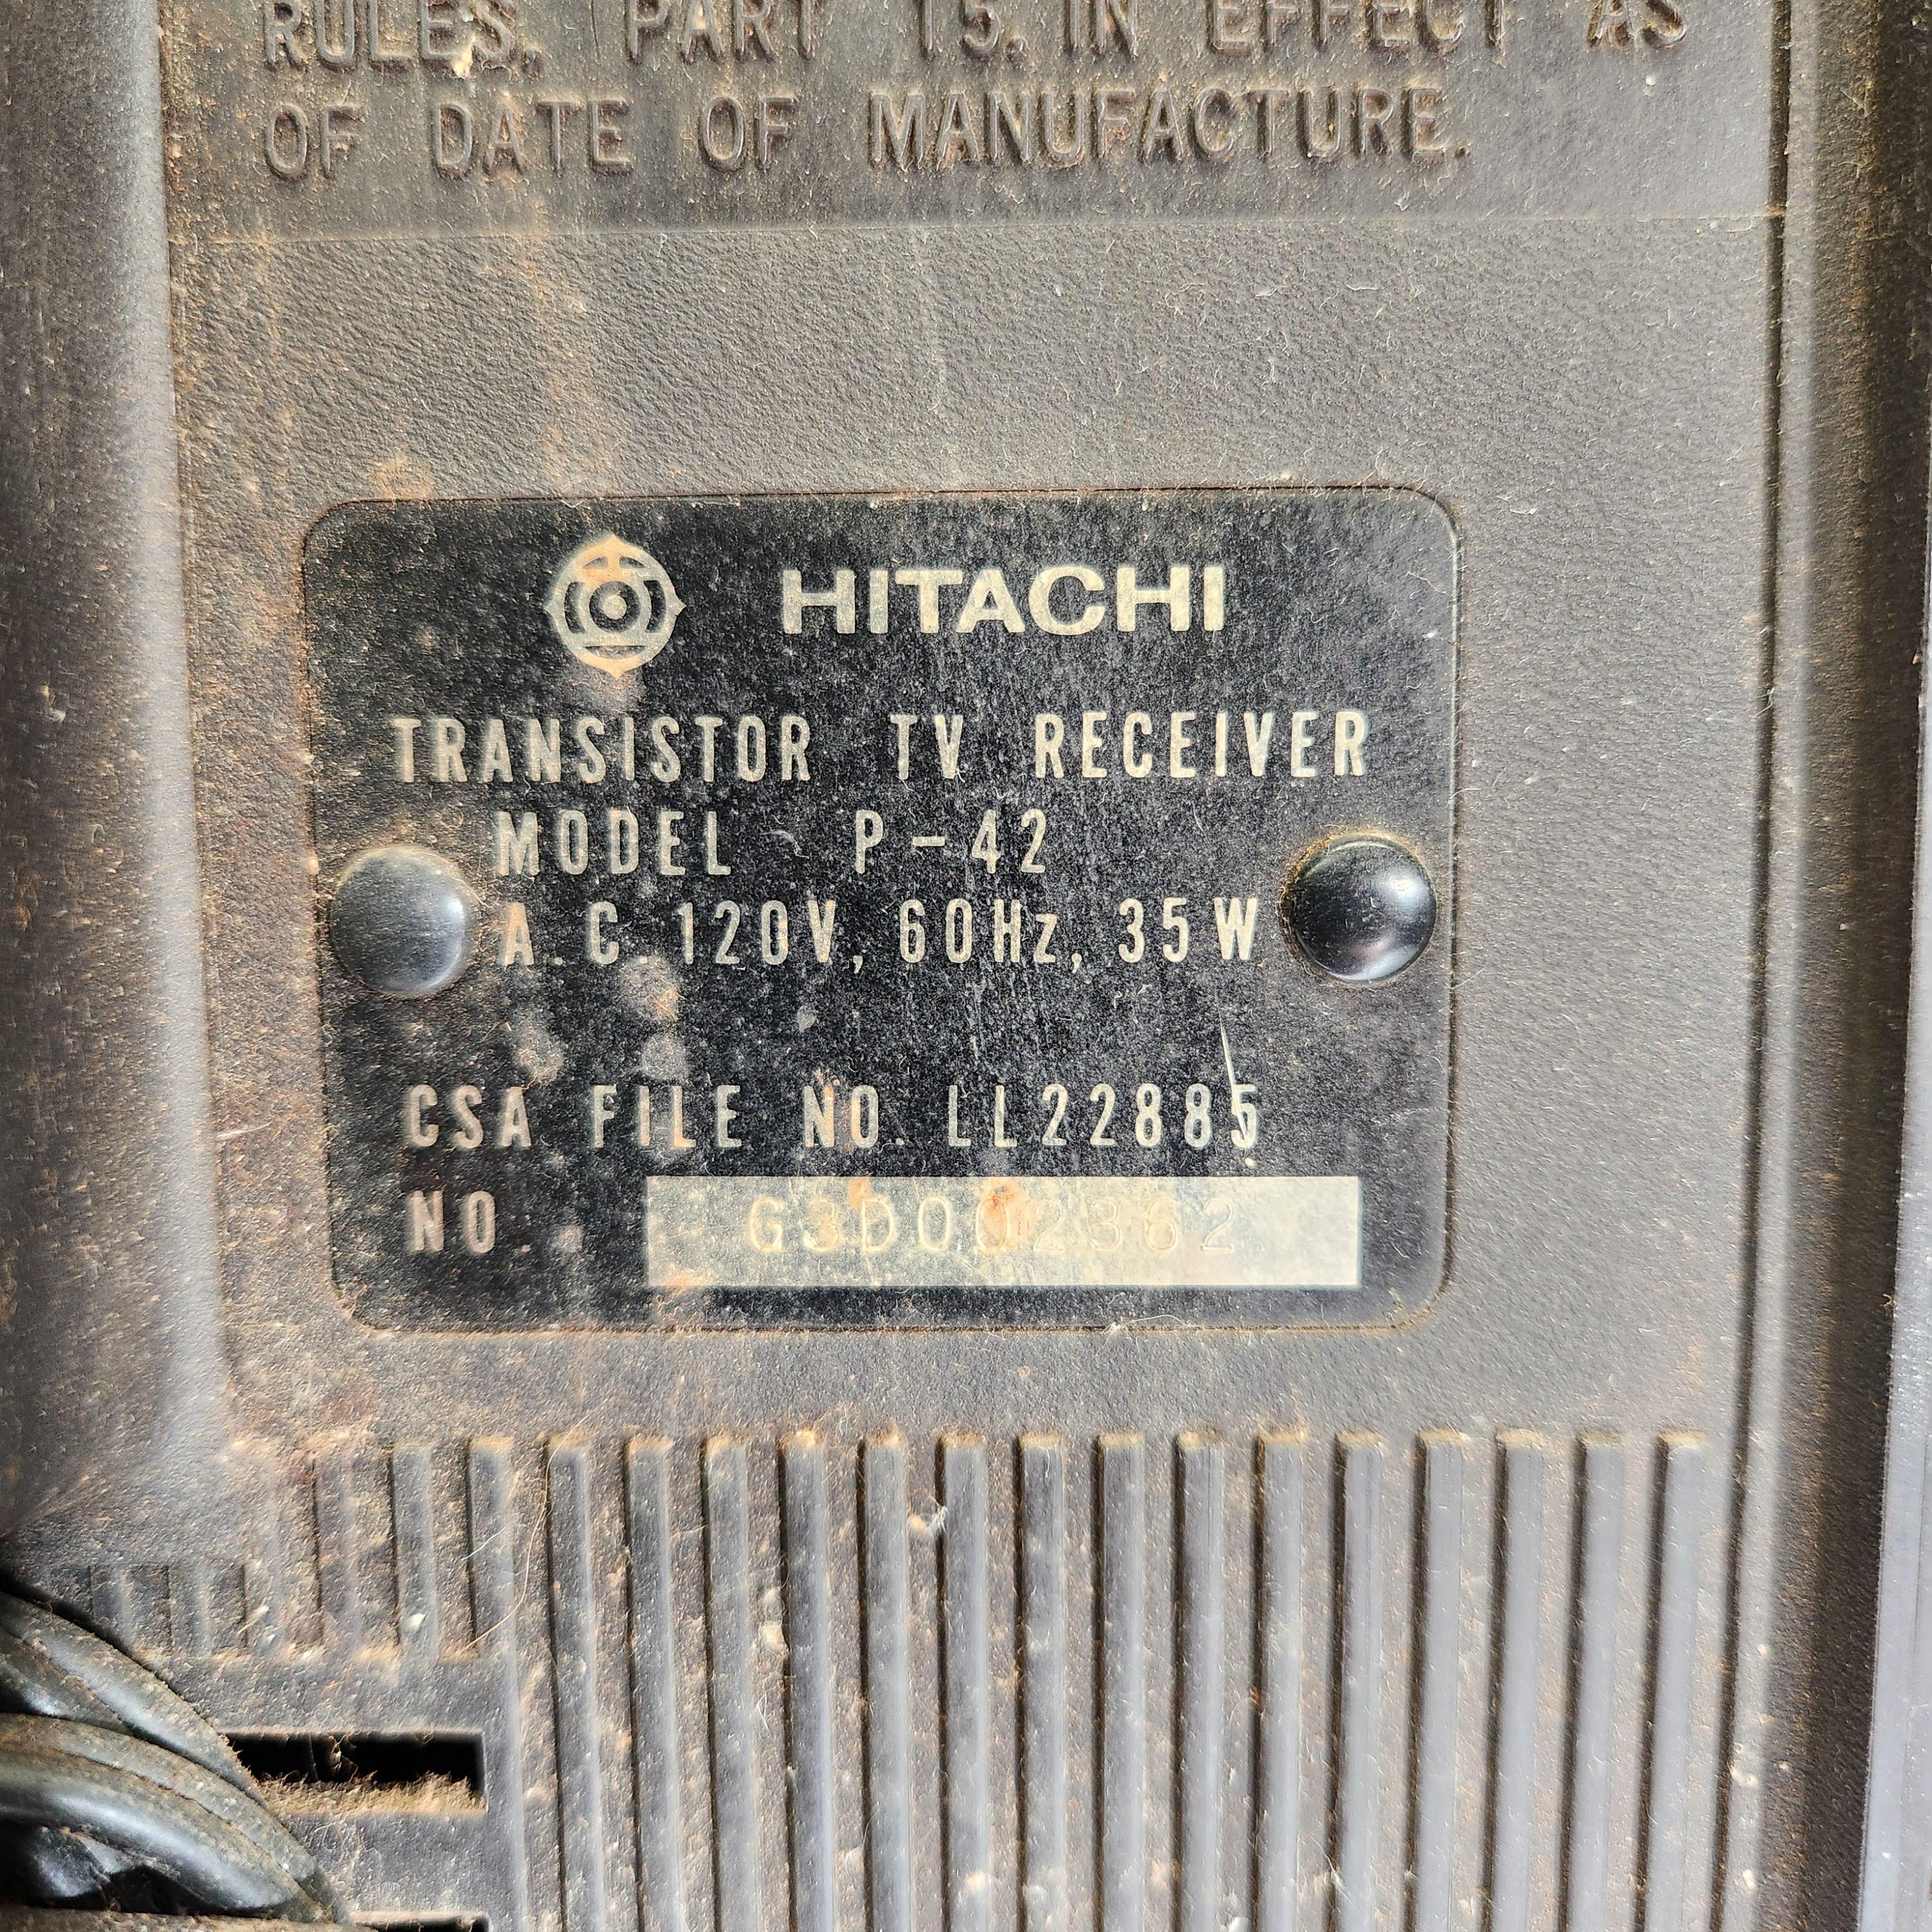 RULES, PART 15. IN EFFECT AS
OF DATE OF MANUFACTURE.
HITACHI
TRANSISTOR TV RECEIVER
MODEL P-42
A.C.120V, 60Hz, 35W
CSA FILE NO. LL22885
NO. G3D002362